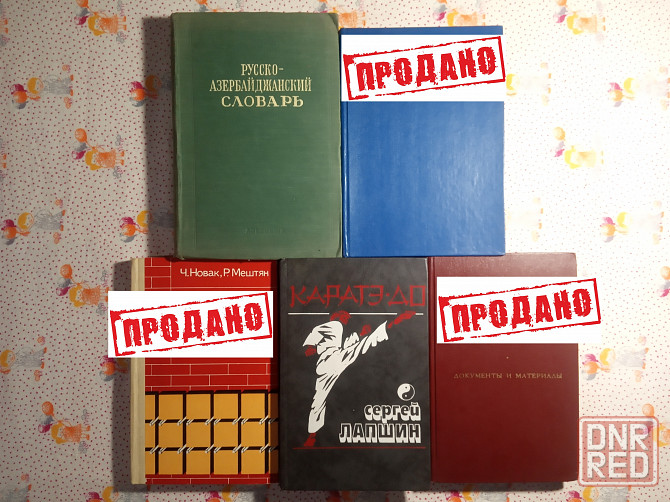 РУССКО-
АЗЕРБАЙДЖАНСКИЙ
СЛОВАРЬ
ПРОДАНО
Ч. Новак, Р. Мештян
ПРОДАНО
КАРАТЭ-ДО
сергей
ЛАПШИН
ПРОДАНО
ДОКУМЕНТЫ И МАТЕРИАЛЫ
DNR
RED